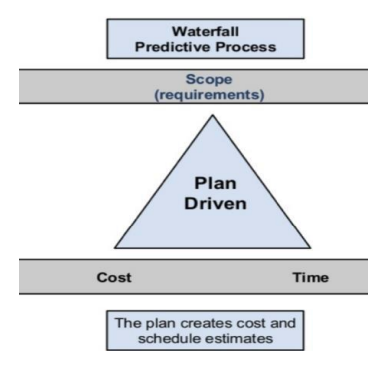 Waterfall
Predictive Process
Scope
(requirements)
Plan
Driven
Cost Time
The plan creates cost and
schedule estimates